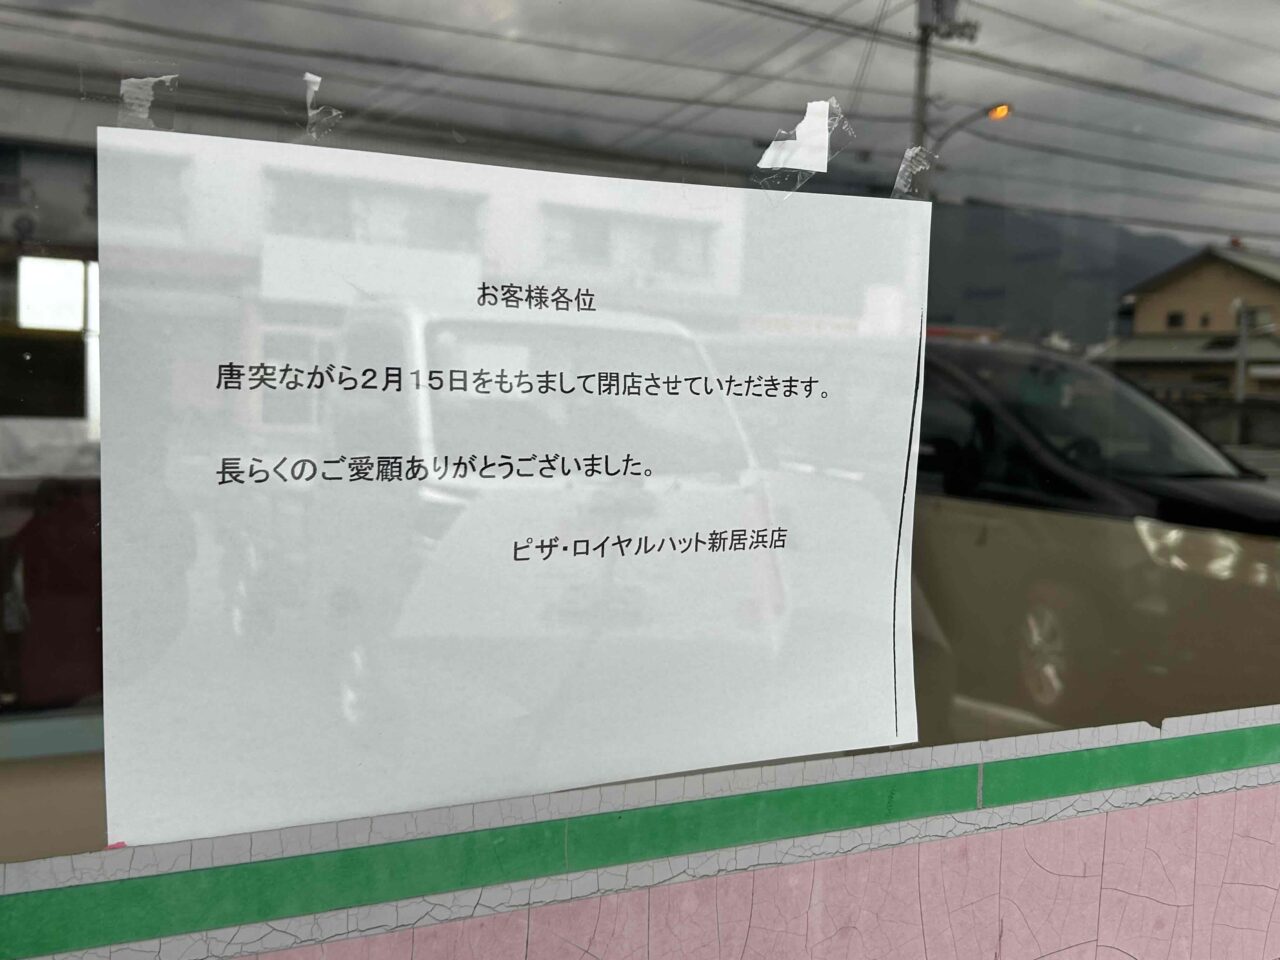 お客様各位
唐突ながら２月１５日をもちまして閉店させていただきます。
長らくのご愛顧ありがとうございました。
ピザ・ロイヤルハット新居浜店